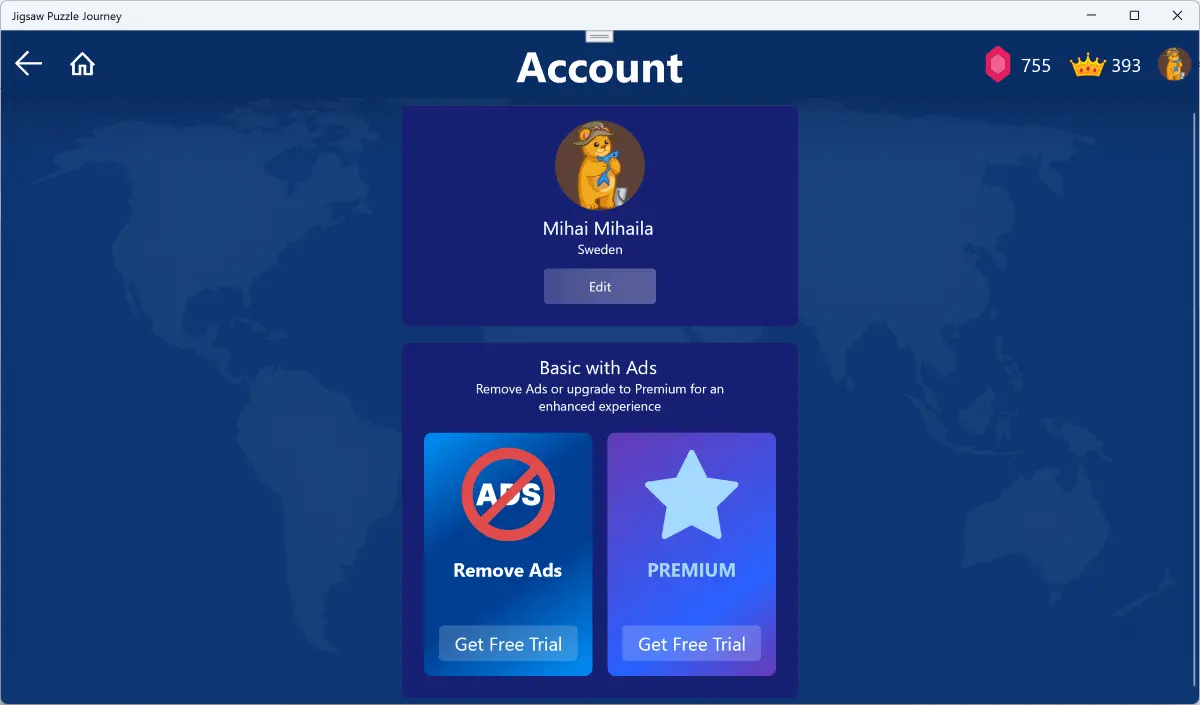 Jigsaw Puzzle Journey
Account
755
393
Mihai Mihaila
Sweden
Edit
Basic with Ads
Remove Ads or upgrade to Premium for an
enhanced experience
ADS
Remove Ads
Get Free Trial
PREMIUM
Get Free Trial